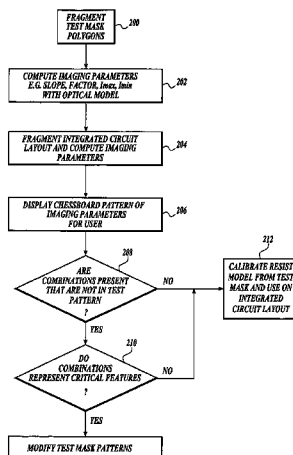 FRAGMENT
TEST MASK
POLYGONS
200
COMPUTE IMAGING PARAMETERS
E.G. SLOPE, FACTOR, Imax, Imin
WITH OPTICAL MODEL
202
FRAGMENT INTEGRATED CIRCUIT
LAYOUT AND COMPUTE IMAGING
PARAMETERS
204
DISPLAY CHESSBOARD PATTERN OF
IMAGING PARAMETERS
FOR USER
206
ARE
COMBINATIONS PRESENT
THAT ARE NOT IN TEST
PATTERN
?
208
NO
YES
212
CALIBRATE RESIST
MODEL FROM TEST
MASK AND USE ON
INTEGRATED
CIRCUIT LAYOUT
DO
COMBINATIONS
REPRESENT CRITICAL FEATURES
?
210
NO
YES
MODIFY TEST MASK PATTERNS